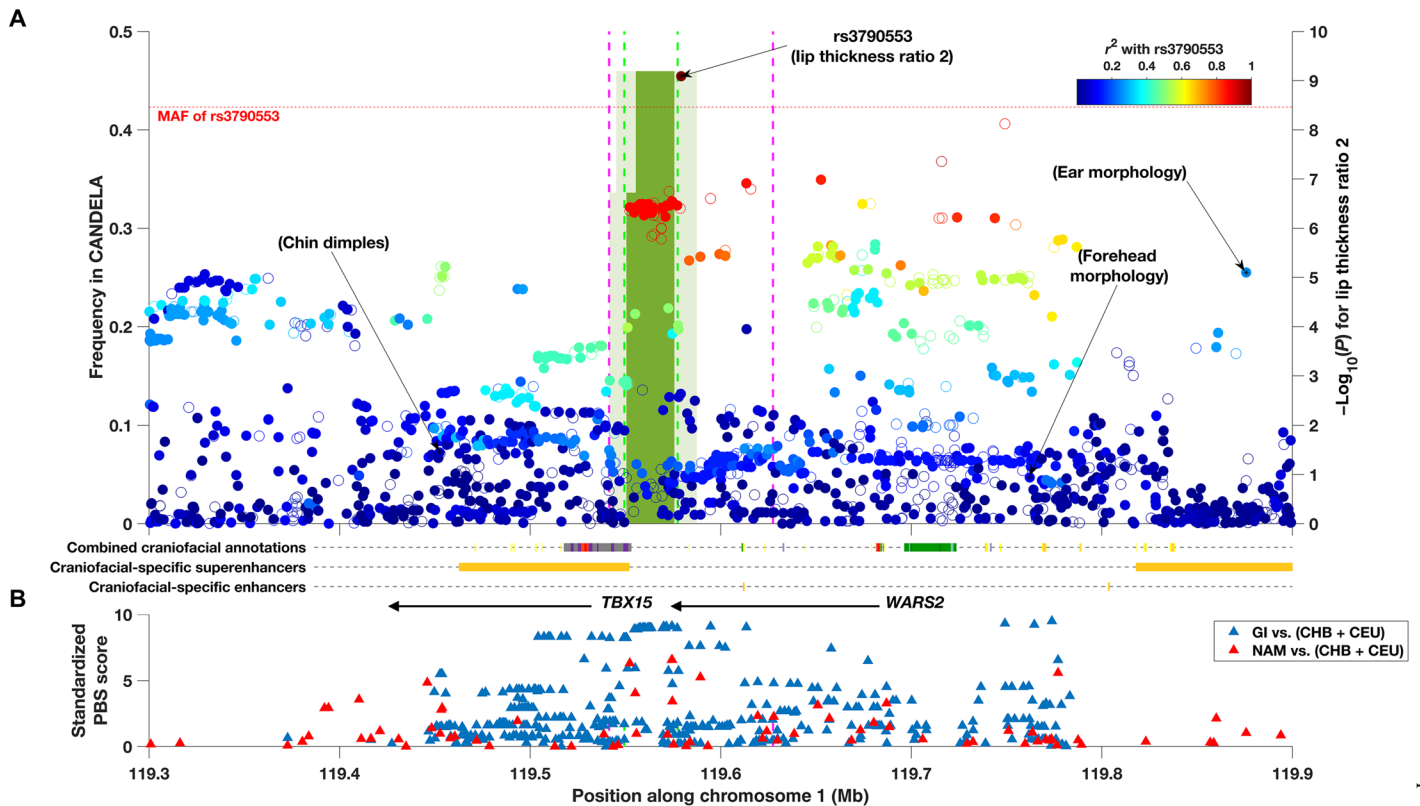 A
rs3790553
(lip thickness ratio 2)
r² with rs3790553
0.2 0.4 0.6 0.8 1
MAF of rs3790553
(Chin dimples)
(Ear morphology)
(Forehead
morphology)
Frequency in CANDELA
0.5
0.4
0.3
0.2
0.1
0
–Log10(P) for lip thickness ratio 2
10
9
8
7
6
5
4
3
2
1
0
Combined craniofacial annotations
Craniofacial-specific superenhancers
Craniofacial-specific enhancers
B
TBX15
WARS2
Standardized
PBS score
10
5
0
GI vs. (CHB + CEU)
NAM vs. (CHB + CEU)
119.3 119.4 119.5 119.6 119.7 119.8 119.9
Position along chromosome 1 (Mb)